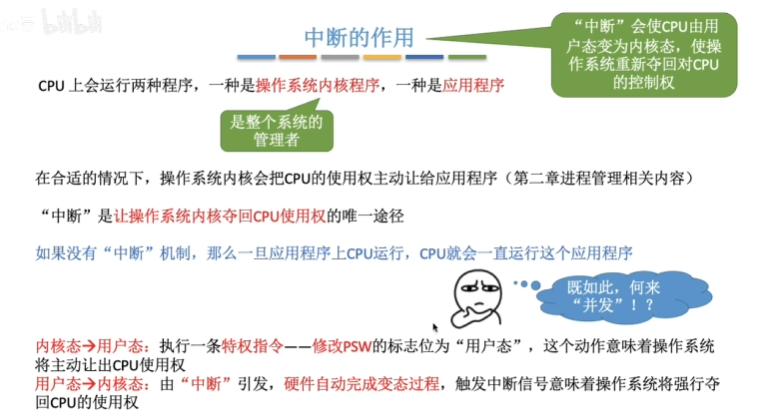 bilibili
中断的作用
“中断”会使CPU由用
户态变为内核态，使操
作系统重新夺回对CPU
的控制权
CPU 上会运行两种程序，一种是操作系统内核程序，一种是应用程序
是整个系统的
管理者
在合适的情况下，操作系统内核会把CPU的使用权主动让给应用程序（第二章进程管理相关内容）
“中断”是让操作系统内核夺回CPU使用权的唯一途径
如果没有“中断”机制，那么一旦应用程序上CPU运行，CPU就会一直运行这个应用程序
既如此，何来
“并发”！？
内核态→用户态：执行一条特权指令——修改PSW的标志位为“用户态”，这个动作意味着操作系统
将主动让出CPU使用权
用户态→内核态：由“中断”引发，硬件自动完成变态过程，触发中断信号意味着操作系统将强行夺
回CPU的使用权